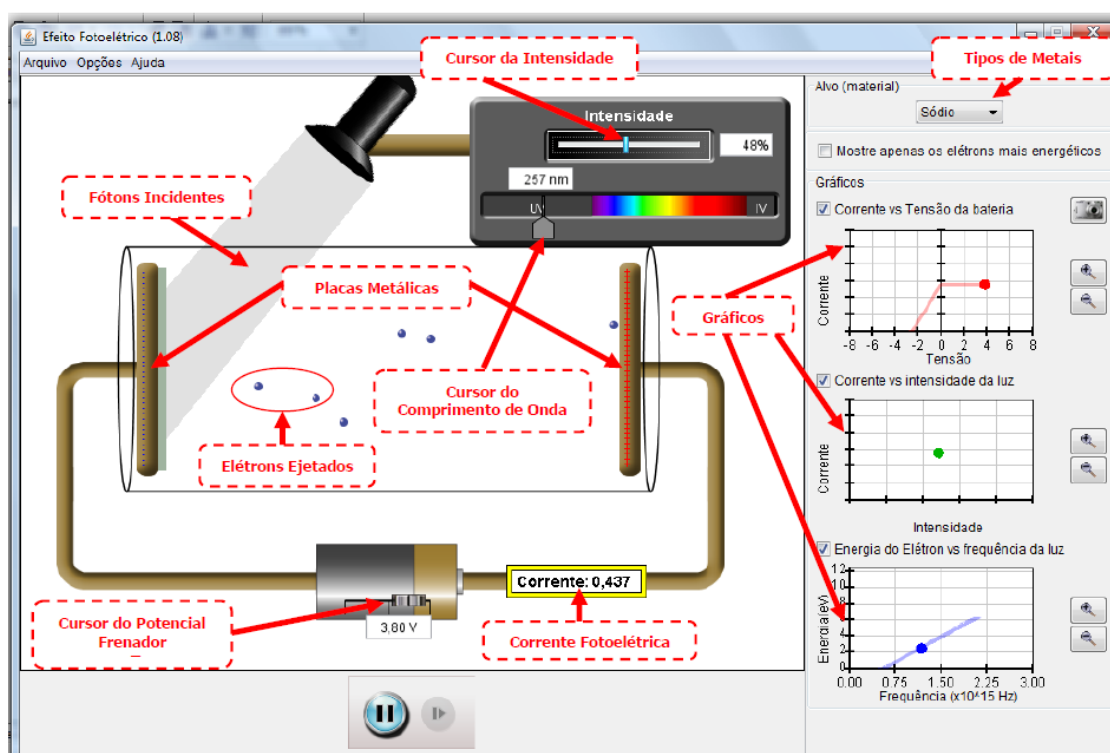 Efeito Fotoelétrico (1.08)
Arquivo Opções Ajuda
Cursor da Intensidade
Tipos de Metais
Alvo (material)
Sódio
Intensidade
48%
Mostre apenas os elétrons mais energéticos
257 nm
UV
IV
Gráficos
Fótons Incidentes
Corrente vs Tensão da bateria
Corrente
-8 -6 -4 -2 0 2 4 6 8
Tensão
Placas Metálicas
Gráficos
Cursor do
Comprimento de Onda
Corrente vs intensidade da luz
Corrente
Intensidade
Elétrons Ejetados
Energia do Elétron vs frequência da luz
12
8
4
2
0
Energia(eV)
0.00 0.75 1.50 2.25 3.00
Frequência (x10^15 Hz)
Corrente: 0,437
Cursor do Potencial
Frenador
3,80 V
Corrente Fotoelétrica